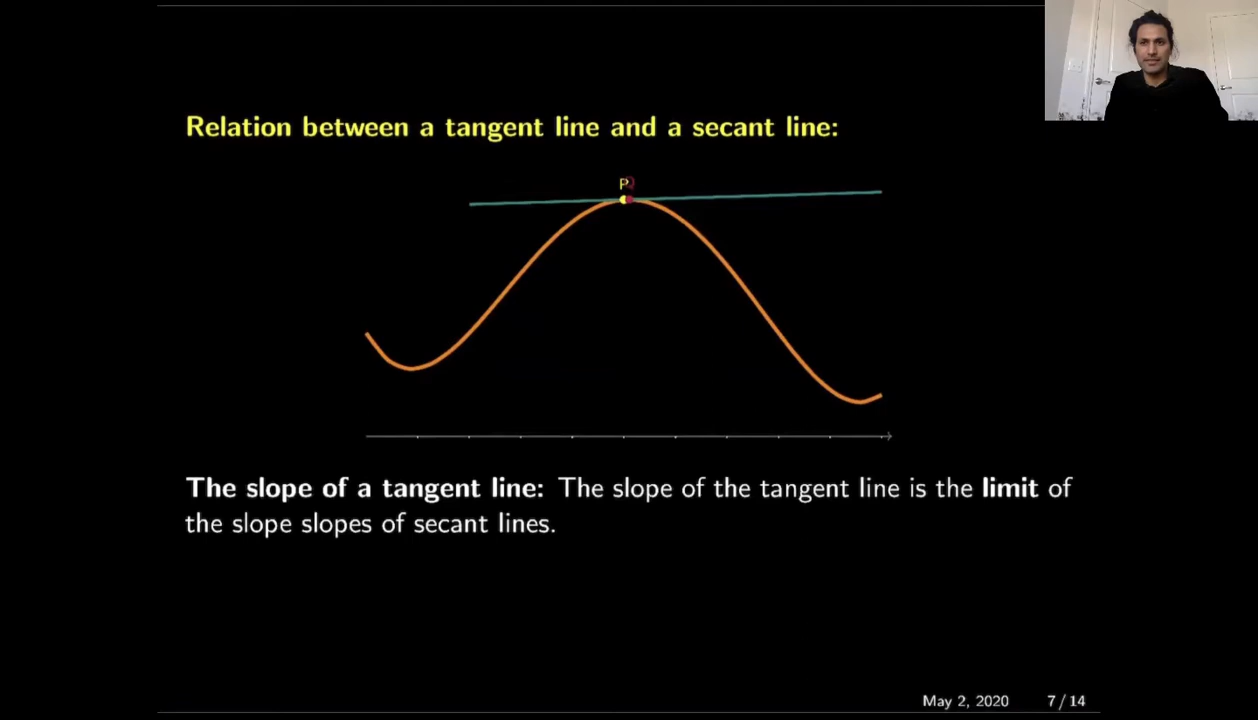 Relation between a tangent line and a secant line:
P Q
The slope of a tangent line: The slope of the tangent line is the limit of
the slope slopes of secant lines.
May 2, 2020 7 / 14